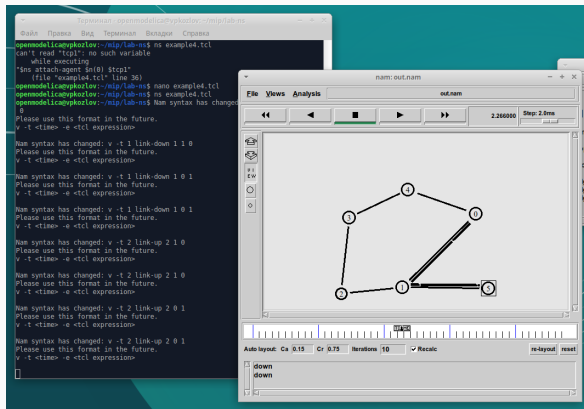 Терминал - openmodelica@vpkozlov: ~/mip/lab-ns
Файл Правка Вид Терминал Вкладки Справка
openmodelica@vpkozlov:~/mip/lab-ns$ ns example4.tcl
can't read "tcp1": no such variable
while executing
"$ns attach-agent $n(0) $tcp1"
(file "example4.tcl" line 36)
openmodelica@vpkozlov:~/mip/lab-ns$ nano example4.tcl
openmodelica@vpkozlov:~/mip/lab-ns$ ns example4.tcl
openmodelica@vpkozlov:~/mip/lab-ns$ Nam syntax has changed
0
Please use this format in the future.
v -t <time> -e <tcl expression>
Nam syntax has changed: v -t 1 link-down 1 1 0
Please use this format in the future.
v -t <time> -e <tcl expression>
Nam syntax has changed: v -t 1 link-down 1 0 1
Please use this format in the future.
v -t <time> -e <tcl expression>
Nam syntax has changed: v -t 1 link-down 1 0 1
Please use this format in the future.
v -t <time> -e <tcl expression>
Nam syntax has changed: v -t 2 link-up 2 1 0
Please use this format in the future.
v -t <time> -e <tcl expression>
Nam syntax has changed: v -t 2 link-up 2 1 0
Please use this format in the future.
v -t <time> -e <tcl expression>
Nam syntax has changed: v -t 2 link-up 2 0 1
Please use this format in the future.
v -t <time> -e <tcl expression>
Nam syntax has changed: v -t 2 link-up 2 0 1
Please use this format in the future.
v -t <time> -e <tcl expression>
nam: out.nam
File Views Analysis out.nam
2.266000 Step: 2.0ms
4
0
3
1
5
2
Auto layout: Ca 0.15 Cr 0.75 Iterations 10 Recalc re-layout reset
down
down